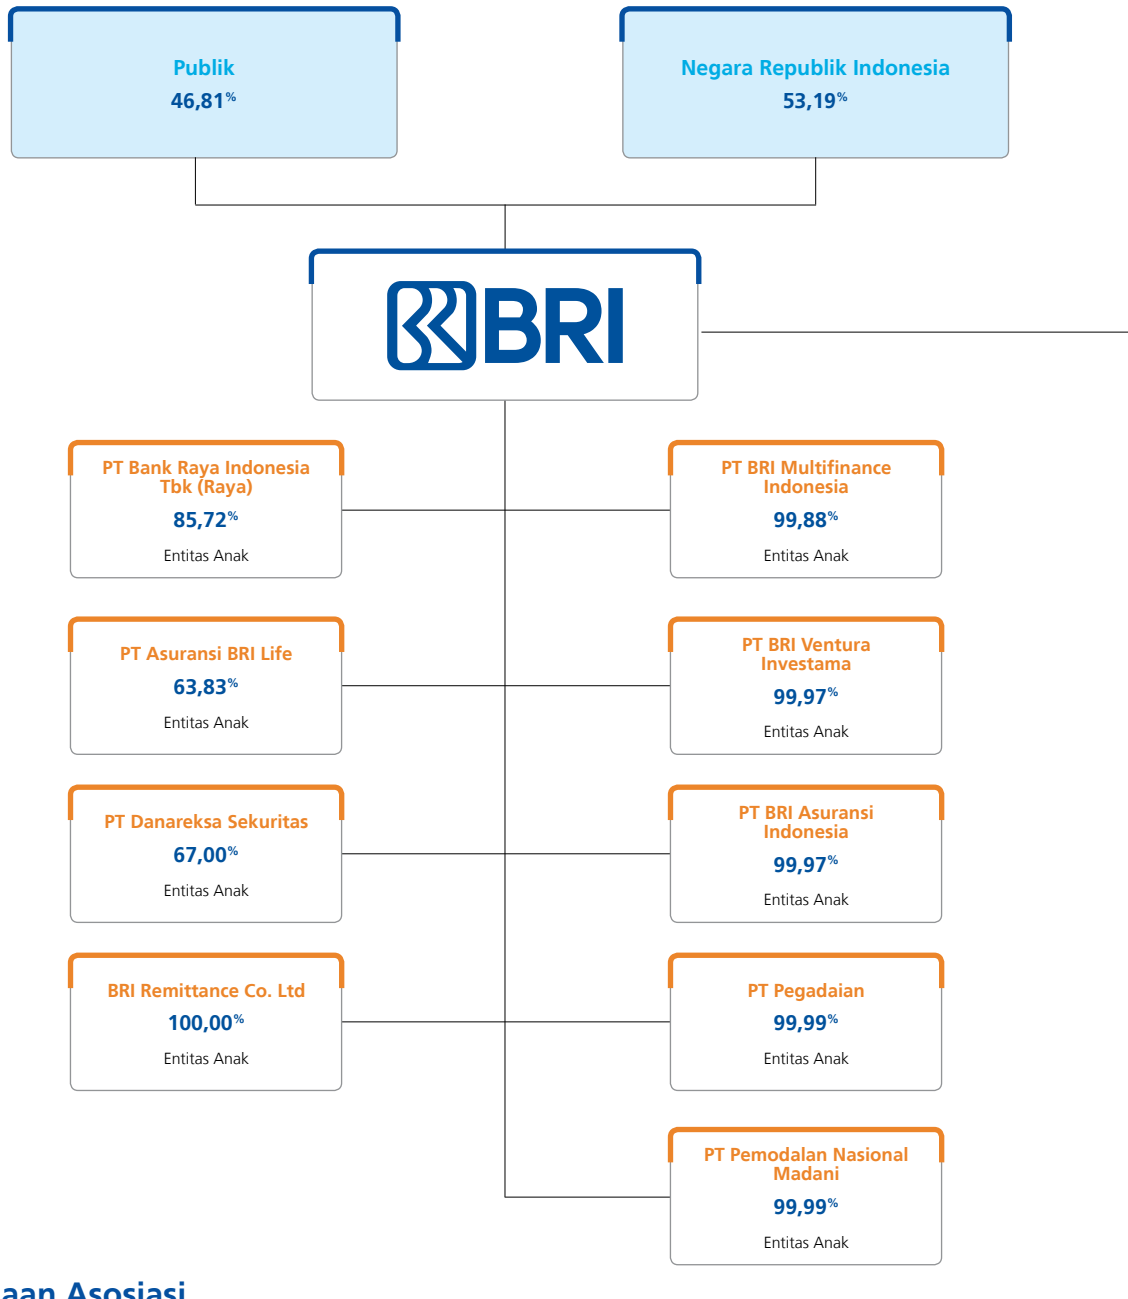 Publik
46,81%
Negara Republik Indonesia
53,19%
BRI
PT Bank Raya Indonesia
Tbk (Raya)
85,72%
Entitas Anak
PT BRI Multifinance
Indonesia
99,88%
Entitas Anak
PT Asuransi BRI Life
63,83%
Entitas Anak
PT BRI Ventura
Investama
99,97%
Entitas Anak
PT Danareksa Sekuritas
67,00%
Entitas Anak
PT BRI Asuransi
Indonesia
99,97%
Entitas Anak
BRI Remittance Co. Ltd
100,00%
Entitas Anak
PT Pegadaian
99,99%
Entitas Anak
PT Pemodalan Nasional
Madani
99,99%
Entitas Anak
aan Asosiasi